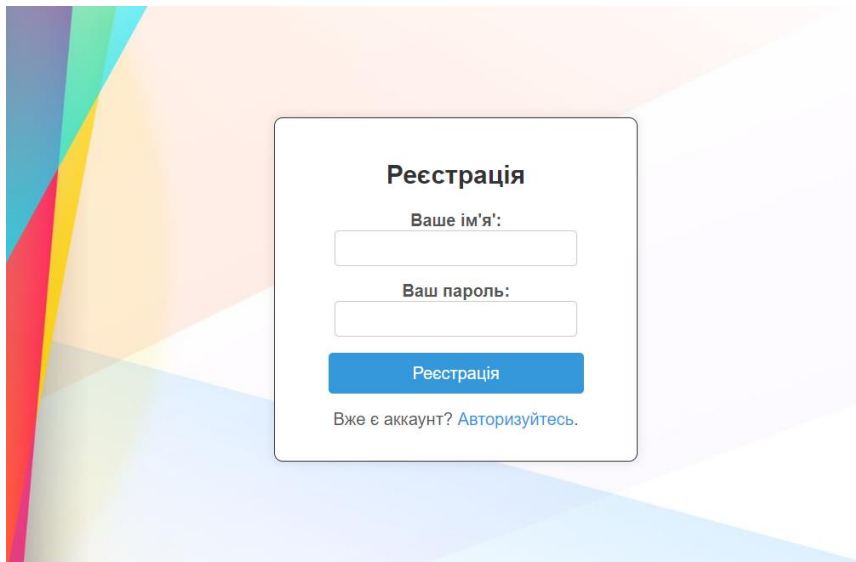 Реєстрація
Ваше ім'я':
Ваш пароль:
Реєстрація
Вже є аккаунт? Авторизуйтесь.